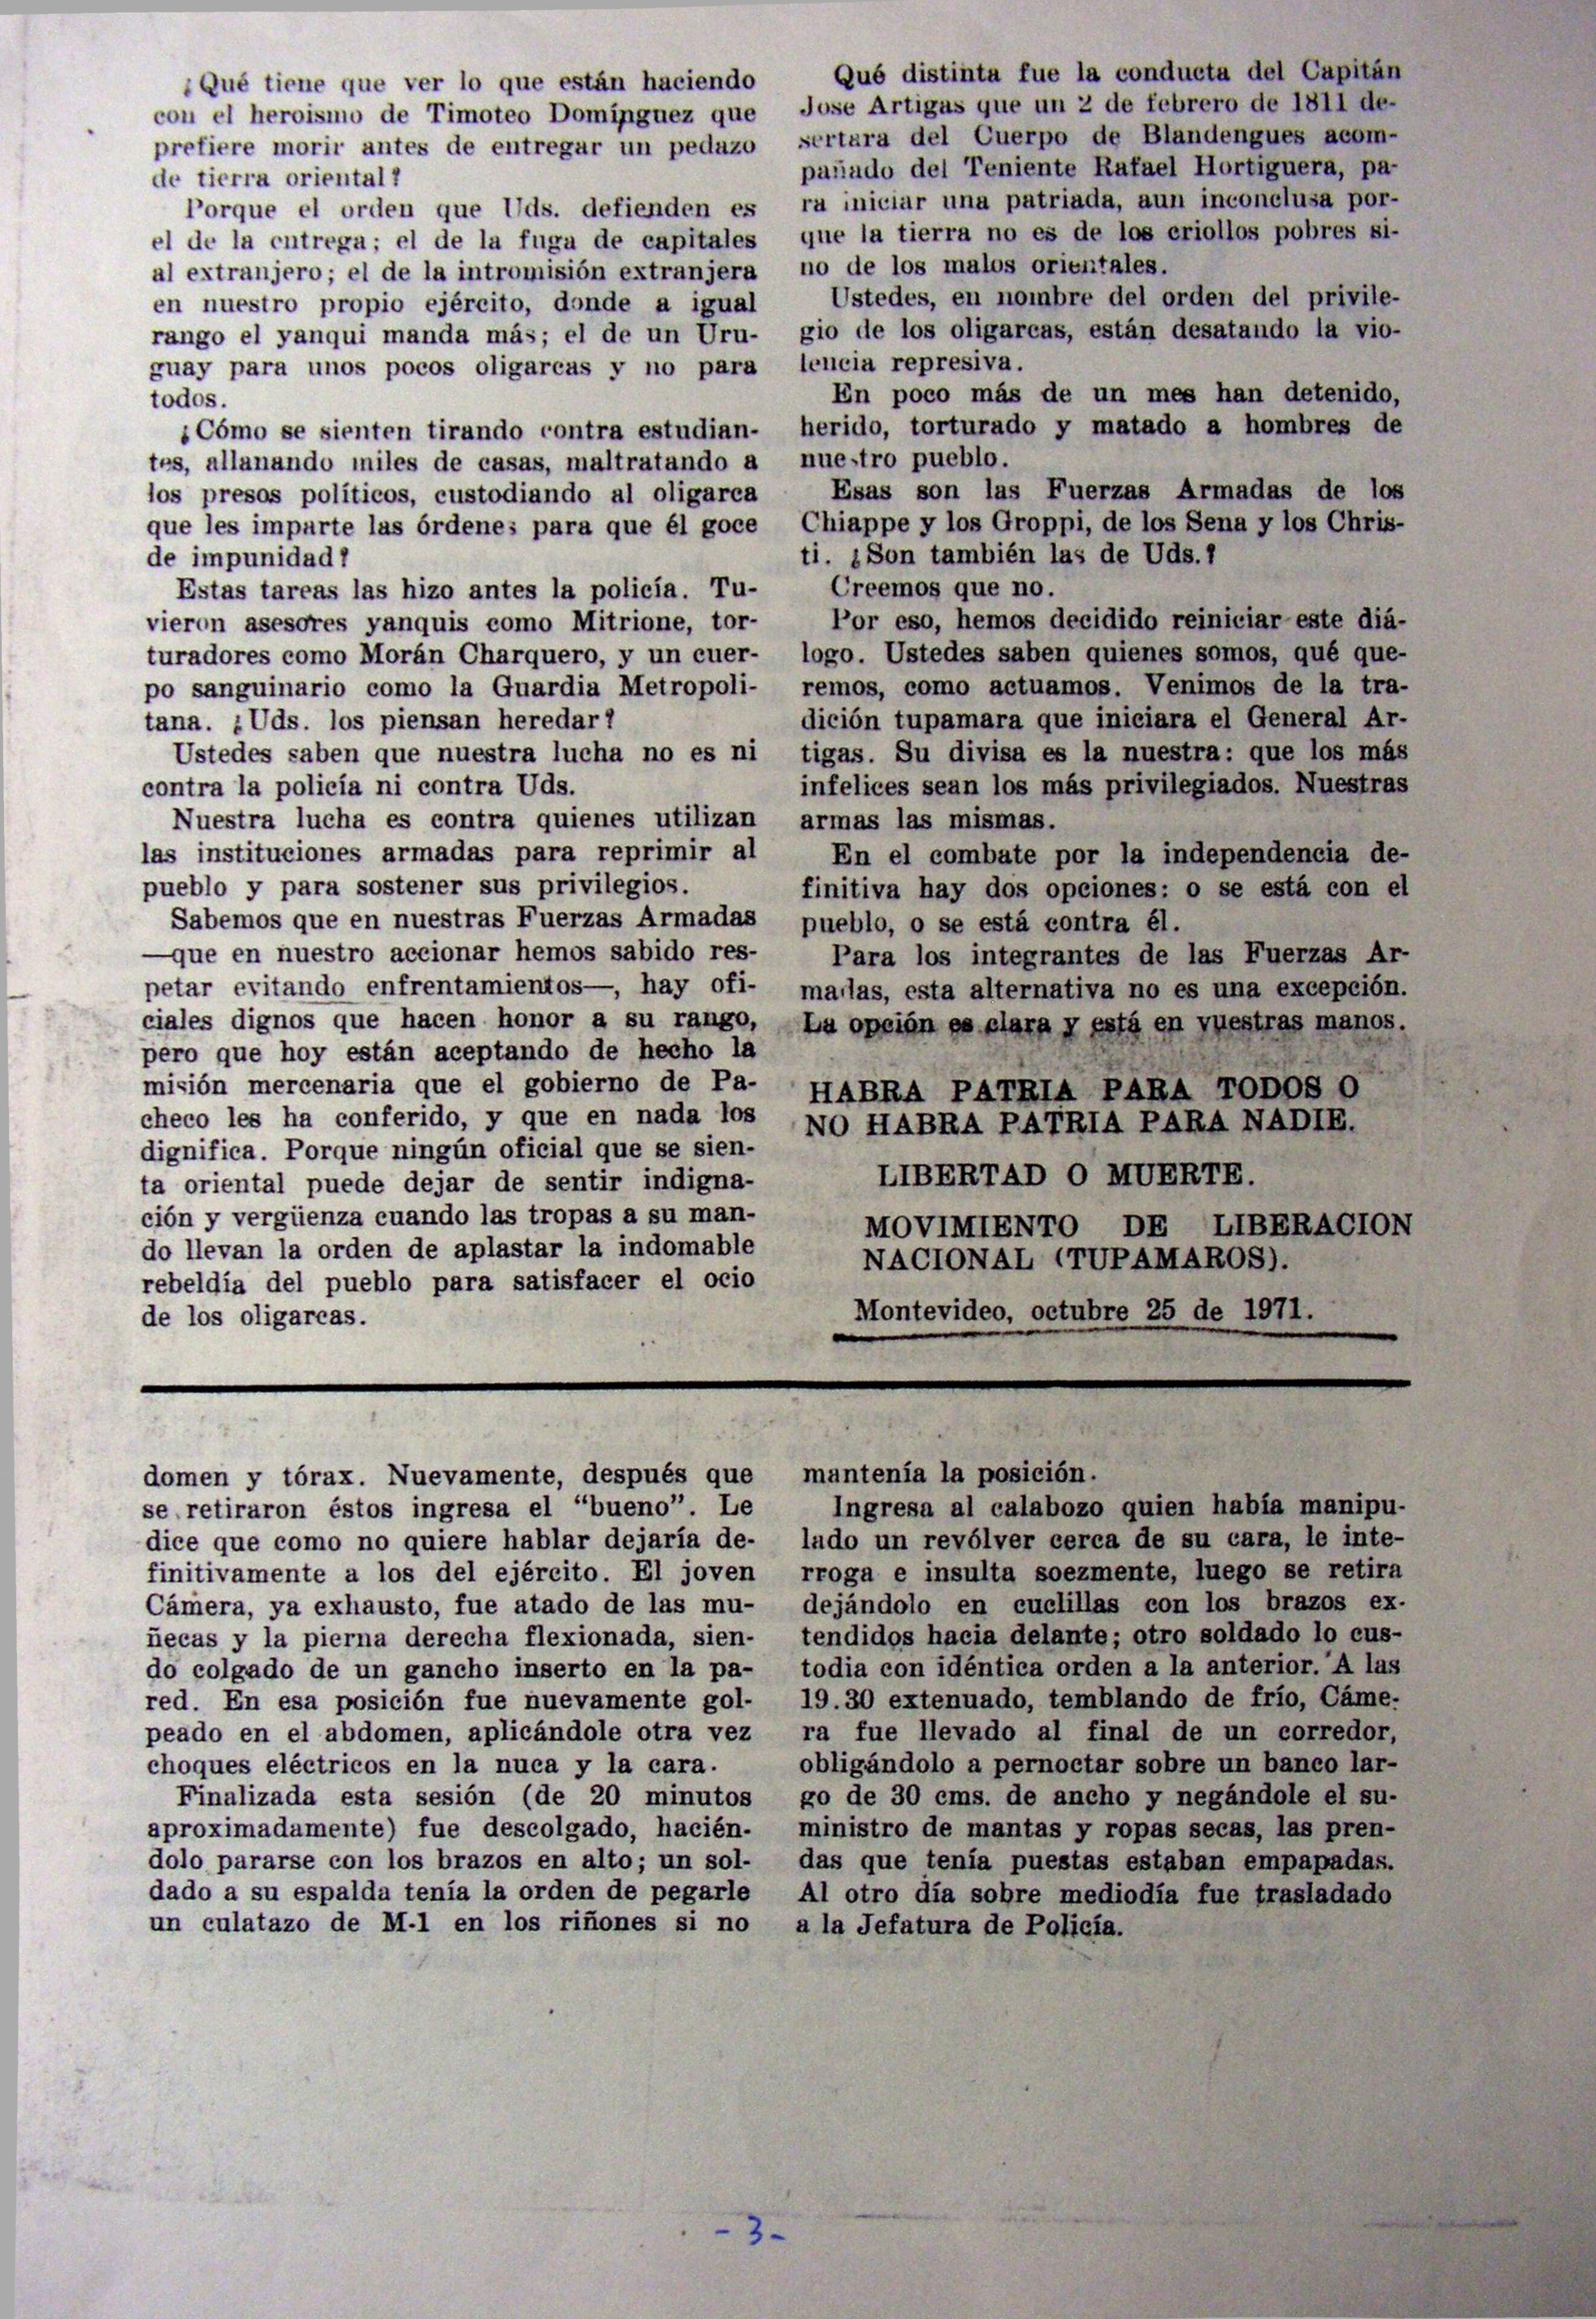 ¿Qué tiene que ver lo que están haciendo
con el heroismo de Timoteo Domínguez que
prefiere morir antes de entregar un pedazo
de tierra oriental?
Porque el orden que Uds. defienden es
el de la entrega; el de la fuga de capitales
al extranjero; el de la intromisión extranjera
en nuestro propio ejército, donde a igual
rango el yanqui manda más; el de un Uru-
guay para unos pocos oligarcas y no para
todos.
¿Cómo se sienten tirando contra estudian-
tes, allanando miles de casas, maltratando a
los presos políticos, custodiando al oligarca
que les imparte las órdenes para que él goce
de impunidad?
Estas tareas las hizo antes la policía. Tu-
vieron asesores yanquis como Mitrione, tor-
turadores como Morán Charquero, y un cuer-
po sanguinario como la Guardia Metropoli-
tana. ¿Uds. los piensan heredar?
Ustedes saben que nuestra lucha no es ni
contra la policía ni contra Uds.
Nuestra lucha es contra quienes utilizan
las instituciones armadas para reprimir al
pueblo y para sostener sus privilegios.
Sabemos que en nuestras Fuerzas Armadas
—que en nuestro accionar hemos sabido res-
petar evitando enfrentamientos—, hay ofi-
ciales dignos que hacen honor a su rango,
pero que hoy están aceptando de hecho la
misión mercenaria que el gobierno de Pa-
checo les ha conferido, y que en nada los
dignifica. Porque ningún oficial que se sien-
ta oriental puede dejar de sentir indigna-
ción y vergüenza cuando las tropas a su man-
do llevan la orden de aplastar la indomable
rebeldía del pueblo para satisfacer el ocio
de los oligarcas.
Qué distinta fue la conducta del Capitán
Jose Artigas que un 2 de febrero de 1811 de-
sertara del Cuerpo de Blandengues acom-
pañado del Teniente Rafael Hortiguera, pa-
ra iniciar una patriada, aun inconclusa por-
que la tierra no es de los criollos pobres si-
no de los malos orientales.
Ustedes, en nombre del orden del privile-
gio de los oligarcas, están desatando la vio-
lencia represiva.
En poco más de un mes han detenido,
herido, torturado y matado a hombres de
nuestro pueblo.
Esas son las Fuerzas Armadas de los
Chiappe y los Groppi, de los Sena y los Chris-
ti. ¿Son también las de Uds.?
Creemos que no.
Por eso, hemos decidido reiniciar este diá-
logo. Ustedes saben quienes somos, qué que-
remos, como actuamos. Venimos de la tra-
dición tupamara que iniciara el General Ar-
tigas. Su divisa es la nuestra: que los más
infelices sean los más privilegiados. Nuestras
armas las mismas.
En el combate por la independencia de-
finitiva hay dos opciones: o se está con el
pueblo, o se está contra él.
Para los integrantes de las Fuerzas Ar-
madas, esta alternativa no es una excepción.
La opción es clara y está en vuestras manos.
HABRA PATRIA PARA TODOS O
NO HABRA PATRIA PARA NADIE.
LIBERTAD O MUERTE.
MOVIMIENTO DE LIBERACION
NACIONAL (TUPAMAROS).
Montevideo, octubre 25 de 1971.
domen y tórax. Nuevamente, después que
se retiraron éstos ingresa el “bueno”. Le
dice que como no quiere hablar dejaría de-
finitivamente a los del ejército. El joven
Cámera, ya exhausto, fue atado de las mu-
ñecas y la pierna derecha flexionada, sien-
do colgado de un gancho inserto en la pa-
red. En esa posición fue nuevamente gol-
peado en el abdomen, aplicándole otra vez
choques eléctricos en la nuca y la cara.
Finalizada esta sesión (de 20 minutos
aproximadamente) fue descolgado, hacién-
dolo pararse con los brazos en alto; un sol-
dado a su espalda tenía la orden de pegarle
un culatazo de M-1 en los riñones si no
mantenía la posición.
Ingresa al calabozo quien había manipu-
lado un revólver cerca de su cara, le inte-
rroga e insulta soezmente, luego se retira
dejándolo en cuclillas con los brazos ex-
tendidos hacia delante; otro soldado lo cus-
todia con idéntica orden a la anterior. A las
19.30 extenuado, temblando de frío, Cáme-
ra fue llevado al final de un corredor,
obligándolo a pernoctar sobre un banco lar-
go de 30 cms. de ancho y negándole el su-
ministro de mantas y ropas secas, las pren-
das que tenía puestas estaban empapadas.
Al otro día sobre mediodía fue trasladado
a la Jefatura de Policía.
- 3 -